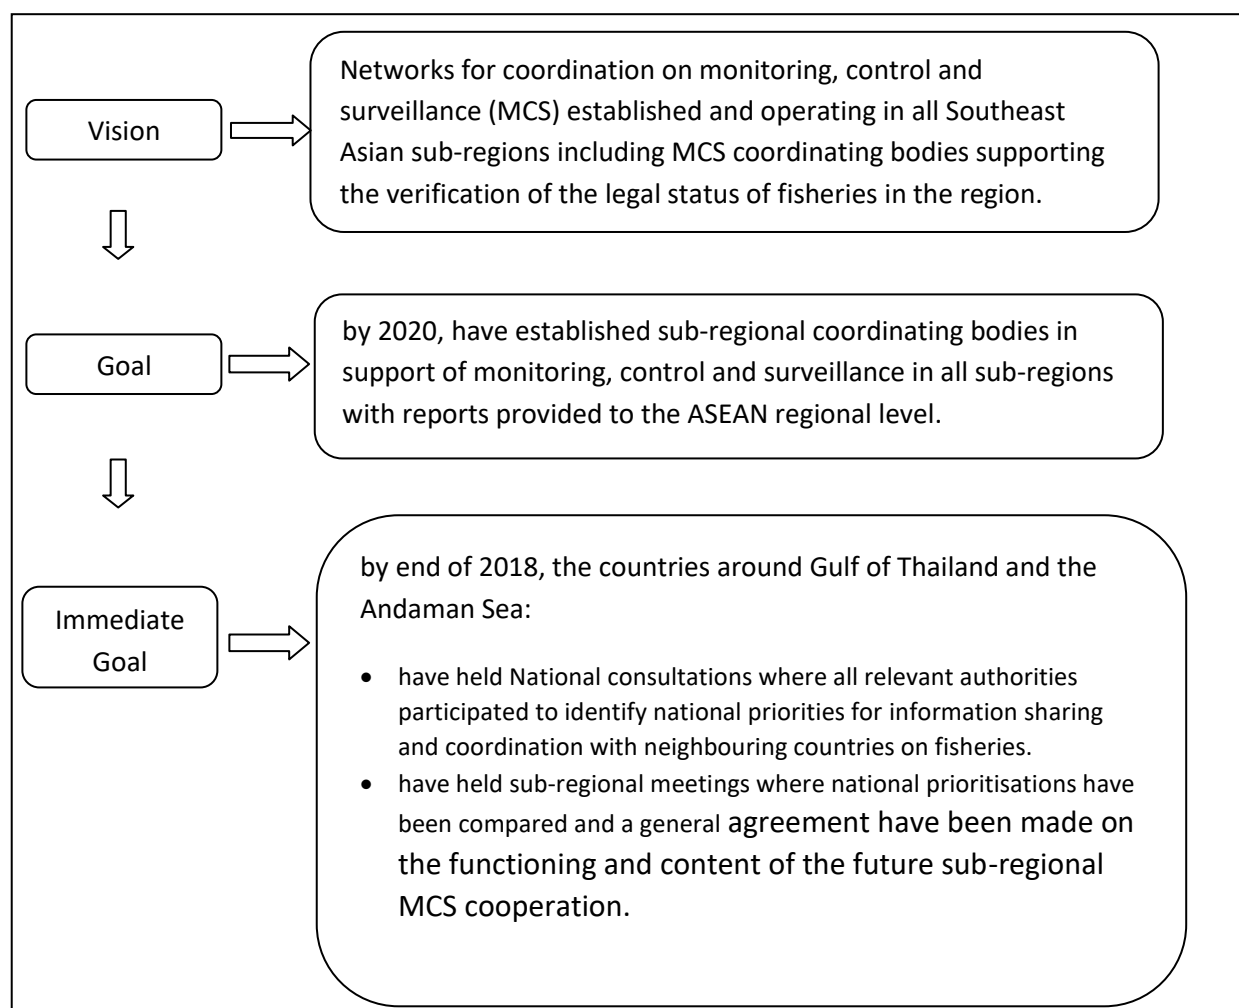 Vision
Networks for coordination on monitoring, control and
surveillance (MCS) established and operating in all Southeast
Asian sub-regions including MCS coordinating bodies supporting
the verification of the legal status of fisheries in the region.
Goal
by 2020, have established sub-regional coordinating bodies in
support of monitoring, control and surveillance in all sub-regions
with reports provided to the ASEAN regional level.
Immediate
Goal
by end of 2018, the countries around Gulf of Thailand and the
Andaman Sea:
• have held National consultations where all relevant authorities
participated to identify national priorities for information sharing
and coordination with neighbouring countries on fisheries.
• have held sub-regional meetings where national prioritisations have
been compared and a general agreement have been made on
the functioning and content of the future sub-regional
MCS cooperation.